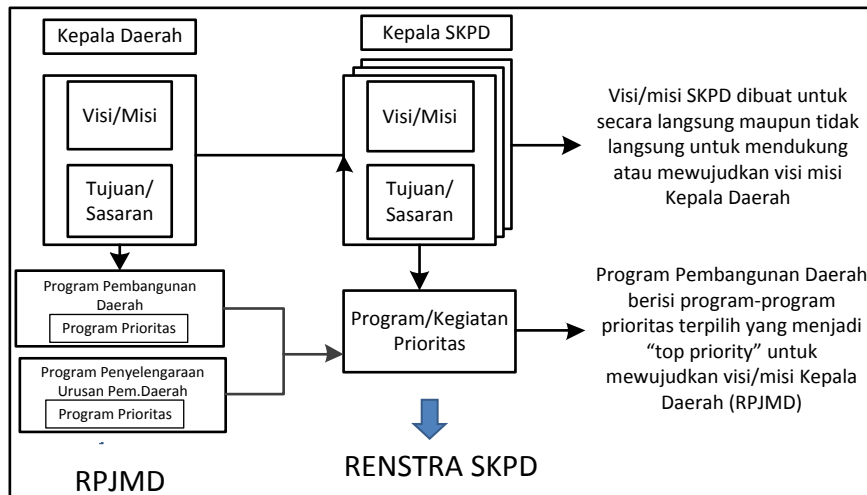 Kepala Daerah
Visi/Misi
Tujuan/
Sasaran
Program Pembangunan
Daerah
Program Prioritas
Program Penyelengaraan
Urusan Pem.Daerah
Program Prioritas
RPJMD
Kepala SKPD
Visi/Misi
Tujuan/
Sasaran
Program/Kegiatan
Prioritas
RENSTRA SKPD
Visi/misi SKPD dibuat untuk
secara langsung maupun tidak
langsung untuk mendukung
atau mewujudkan visi misi
Kepala Daerah
Program Pembangunan Daerah
berisi program-program
prioritas terpilih yang menjadi
“top priority” untuk
mewujudkan visi/misi Kepala
Daerah (RPJMD)